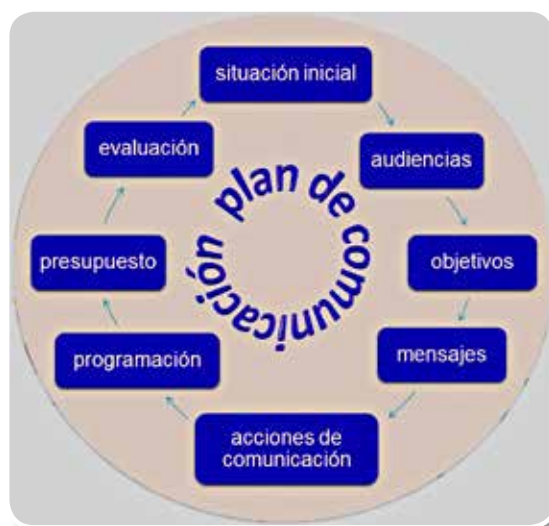 situación inicial
audiencias
objetivos
mensajes
acciones de
comunicación
programación
presupuesto
evaluación
plan de comunicación